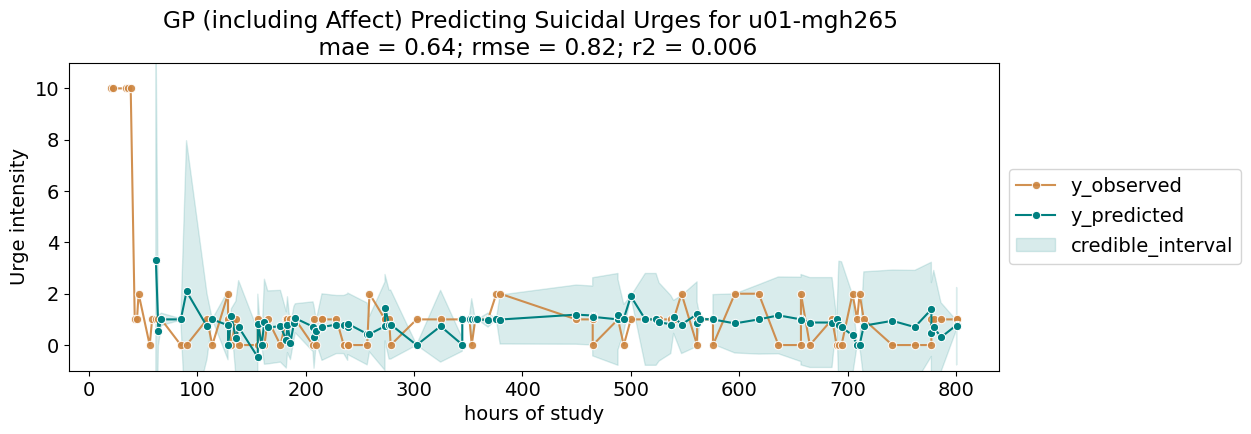 GP (including Affect) Predicting Suicidal Urges for u01-mgh265
mae = 0.64; rmse = 0.82; r2 = 0.006
Urge intensity
10
8
6
4
2
0
0 100 200 300 400 500 600 700 800
hours of study
y_observed
y_predicted
credible_interval